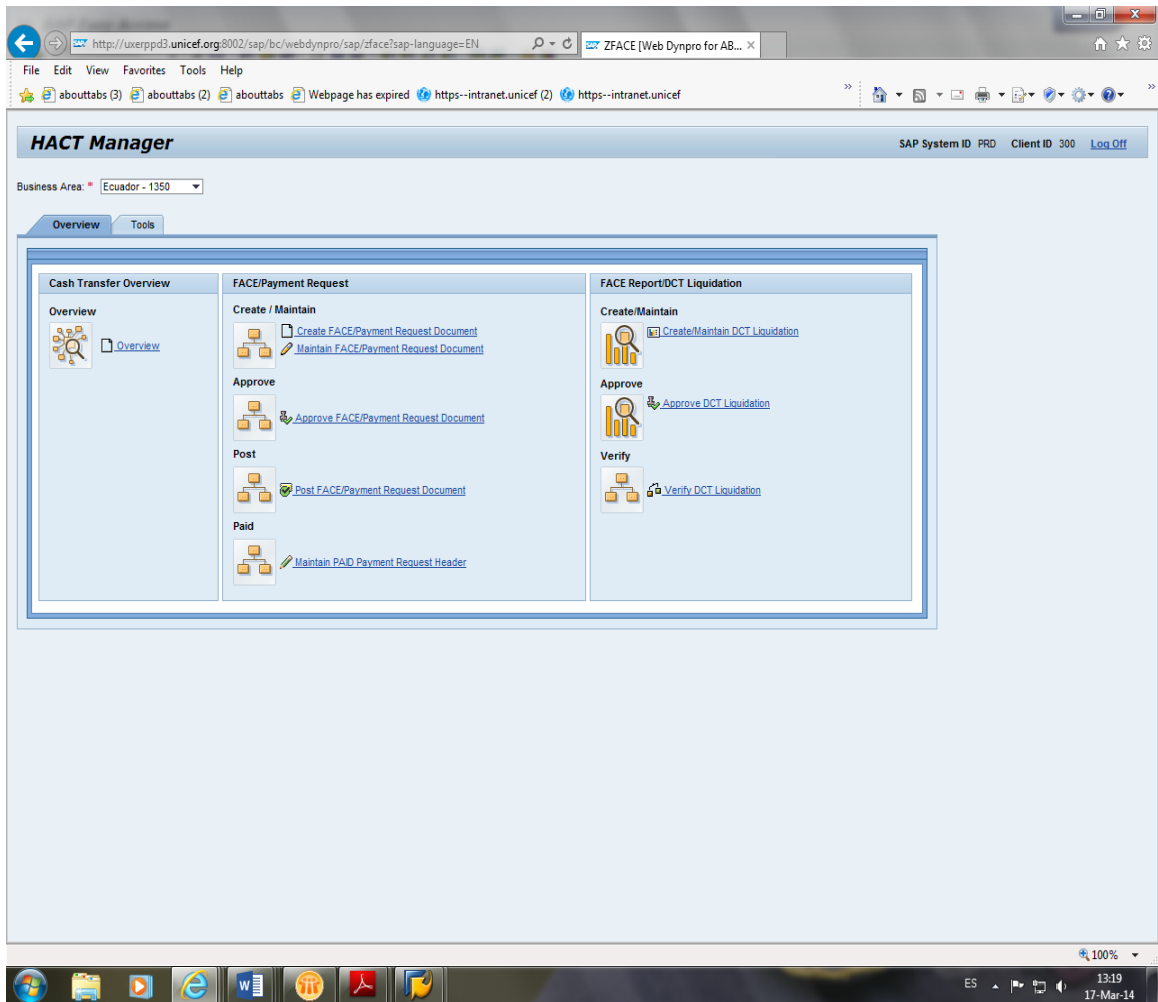 http://uxerppd3.unicef.org:8002/sap/bc/webdynpro/sap/zface?sap-language=EN
ZFACE [Web Dynpro for AB...
File Edit View Favorites Tools Help
abouttabs (3) abouttabs (2) abouttabs Webpage has expired https--intranet.unicef (2) https--intranet.unicef
HACT Manager
SAP System ID PRD Client ID 300 Log Off
Business Area: * Ecuador - 1350
Overview Tools
Cash Transfer Overview
Overview
Overview
FACE/Payment Request
Create / Maintain
Create FACE/Payment Request Document
Maintain FACE/Payment Request Document
Approve
Approve FACE/Payment Request Document
Post
Post FACE/Payment Request Document
Paid
Maintain PAID Payment Request Header
FACE Report/DCT Liquidation
Create/Maintain
Create/Maintain DCT Liquidation
Approve
Approve DCT Liquidation
Verify
Verify DCT Liquidation
100%
ES
13:19
17-Mar-14